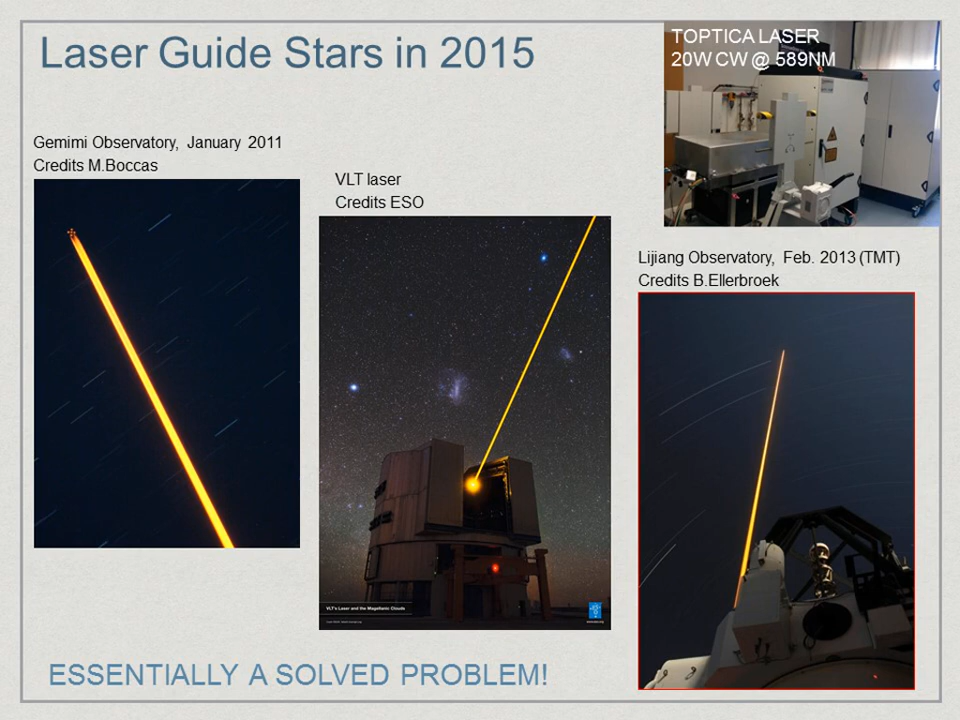 Laser Guide Stars in 2015
TOPTICA LASER
20W CW @ 589NM
Gemimi Observatory, January 2011
Credits M.Boccas
VLT laser
Credits ESO
Lijiang Observatory, Feb. 2013 (TMT)
Credits B.Ellerbroek
VLT's Laser and the Magellanic Clouds
ESSENTIALLY A SOLVED PROBLEM!